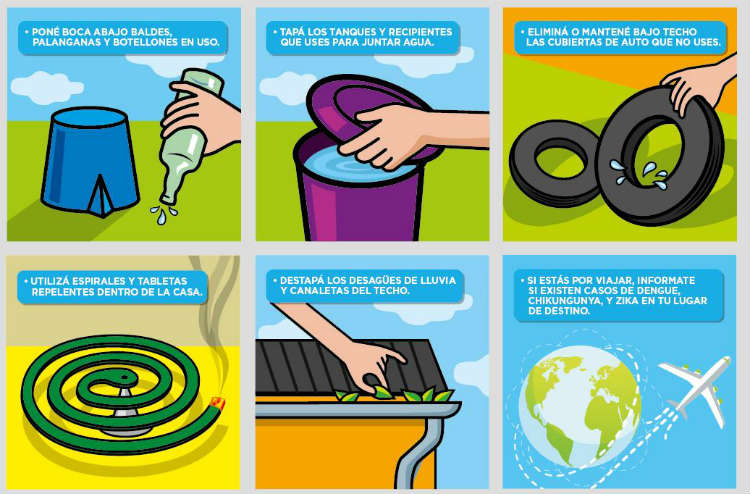 • PONÉ BOCA ABAJO BALDES,
PALANGANAS Y BOTELLONES EN USO.
• TAPÁ LOS TANQUES Y RECIPIENTES
QUE USES PARA JUNTAR AGUA.
• ELIMINÁ O MANTENÉ BAJO TECHO
LAS CUBIERTAS DE AUTO QUE NO USES.
• UTILIZÁ ESPIRALES Y TABLETAS
REPELENTES DENTRO DE LA CASA.
• DESTAPÁ LOS DESAGÜES DE LLUVIA
Y CANALETAS DEL TECHO.
• SI ESTÁS POR VIAJAR, INFORMATE
SI EXISTEN CASOS DE DENGUE,
CHIKUNGUNYA, Y ZIKA EN TU LUGAR
DE DESTINO.